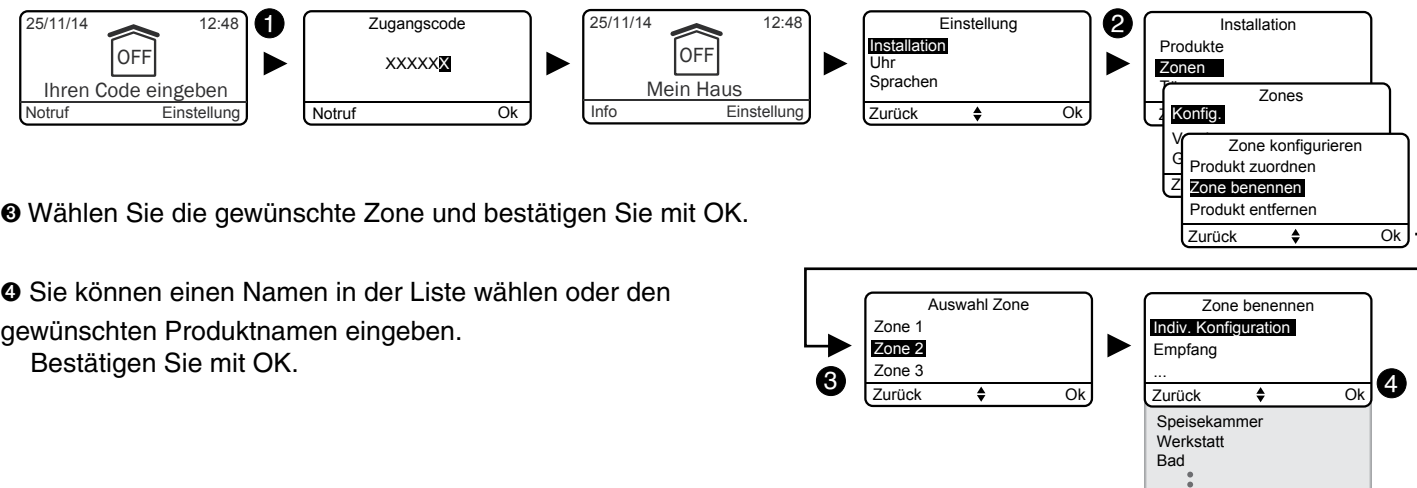 25/11/14 12:48
OFF
Ihren Code eingeben
Notruf Einstellung
1
Zugangscode
XXXXXX
Notruf Ok
25/11/14 12:48
OFF
Mein Haus
Info Einstellung
Einstellung
Installation
Uhr
Sprachen
Zurück Ok
2
Installation
Produkte
Zonen
Zones
Konfig.
Zone konfigurieren
Produkt zuordnen
Zone benennen
Produkt entfernen
Zurück Ok
❸ Wählen Sie die gewünschte Zone und bestätigen Sie mit OK.
❹ Sie können einen Namen in der Liste wählen oder den
gewünschten Produktnamen eingeben.
Bestätigen Sie mit OK.
3
Auswahl Zone
Zone 1
Zone 2
Zone 3
Zurück Ok
Zone benennen
Indiv. Konfiguration
Empfang
...
Zurück Ok
4
Speisekammer
Werkstatt
Bad